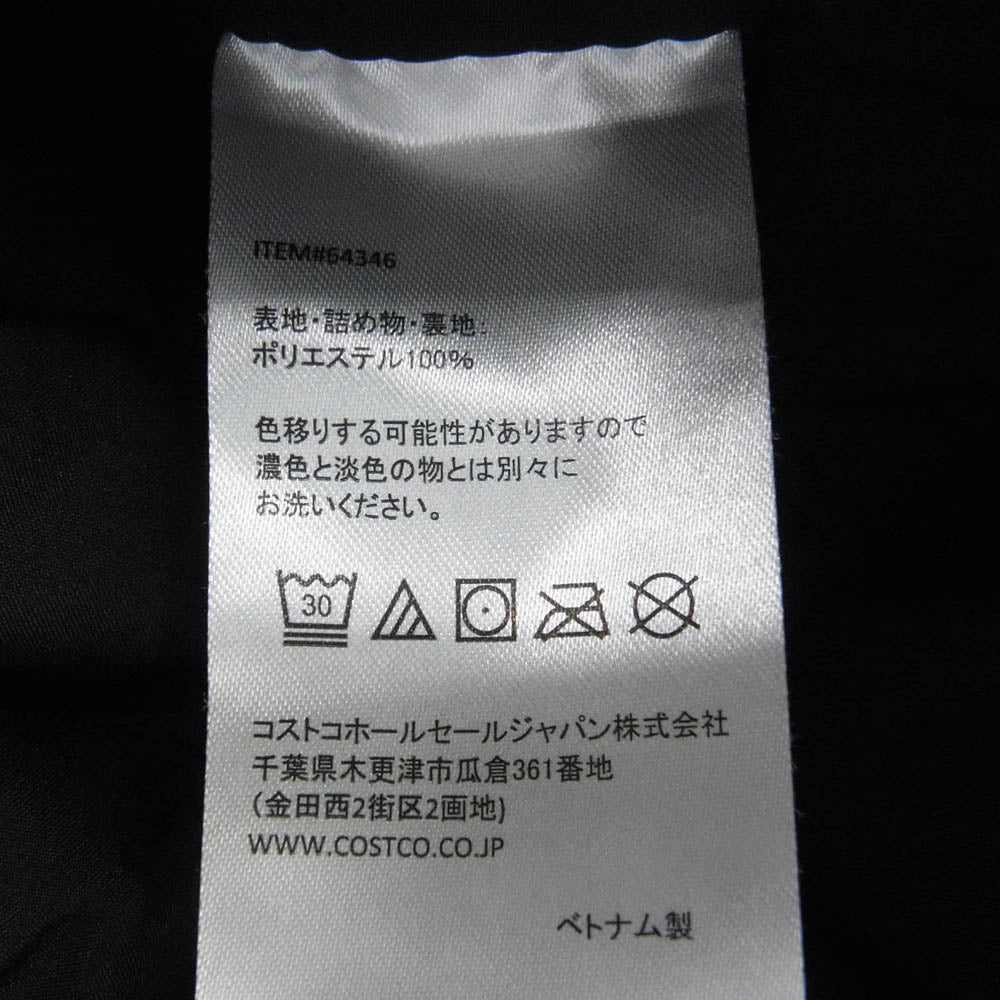 ITEM#64346
表地・詰め物・裏地:
ポリエステル100%
色移りする可能性がありますので
濃色と淡色の物とは別々に
お洗いください。
30
コストコホールセールジャパン株式会社
千葉県木更津市瓜倉361番地
(金田西2街区2画地)
WWW.COSTCO.CO.JP
ベトナム製